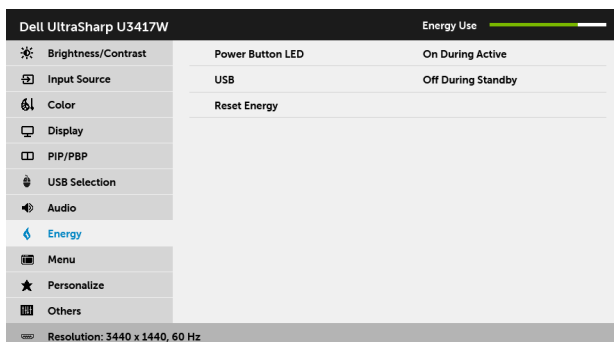 Dell UltraSharp U3417W Energy Use
Brightness/Contrast Power Button LED On During Active
Input Source USB Off During Standby
Color Reset Energy
Display
PIP/PBP
USB Selection
Audio
Energy
Menu
Personalize
Others
Resolution: 3440 x 1440, 60 Hz